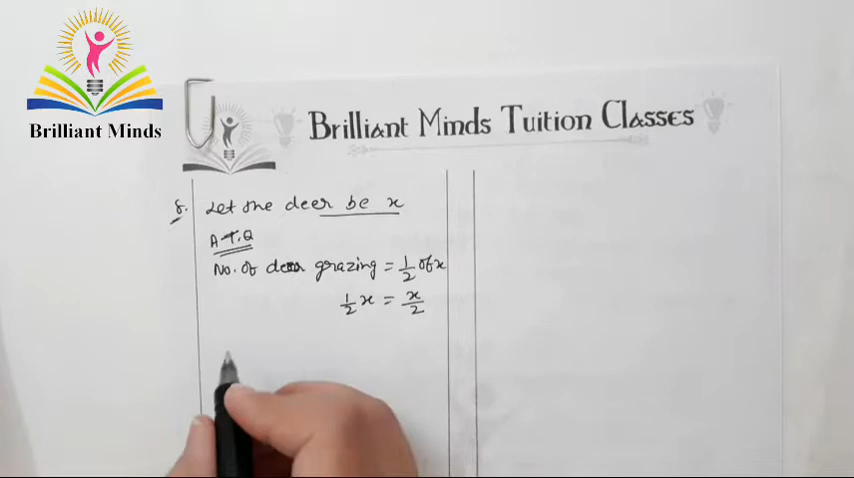 Brilliant Minds
Brilliant Minds Tuition Classes
8. Let the deer be x
A.T.Q
No. of deer grazing = 1/2 of x
1/2 x = x/2